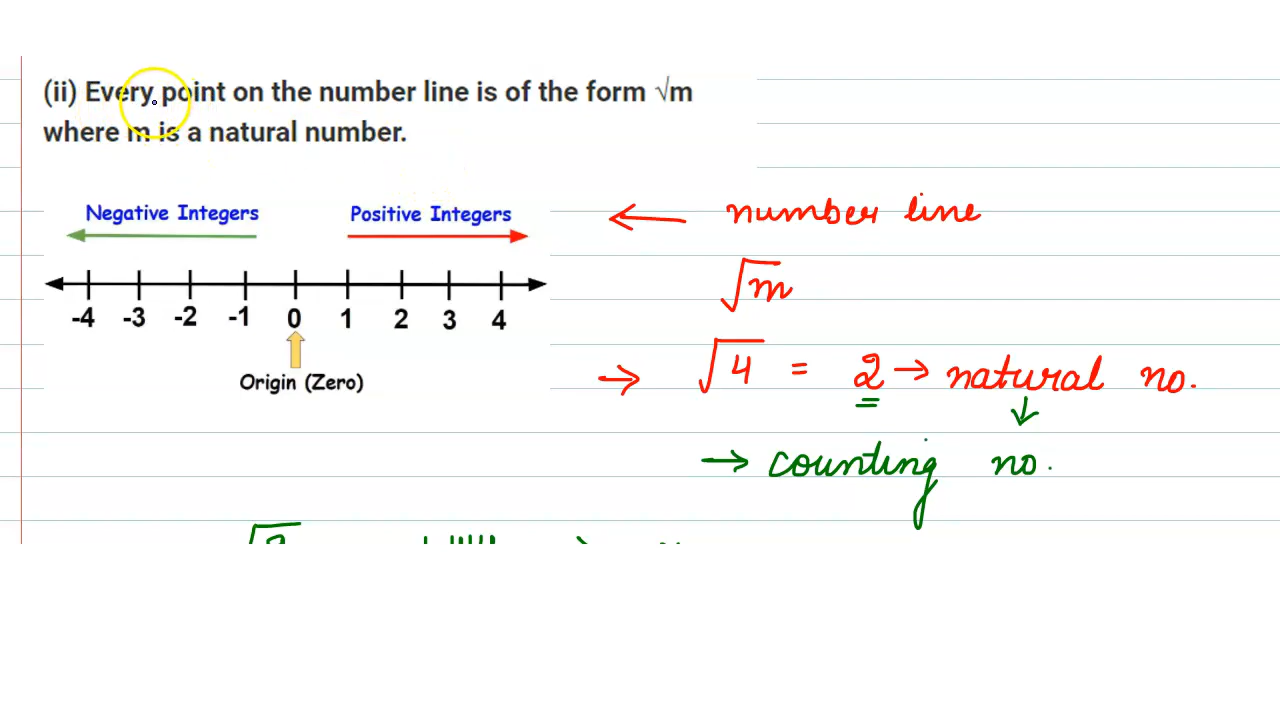 (ii) Every point on the number line is of the form √m
where m is a natural number.
Negative Integers
Positive Integers
← number line
√m
-4 -3 -2 -1 0 1 2 3 4
→ √4 = 2 → natural no.
Origin (Zero)
→ counting no.